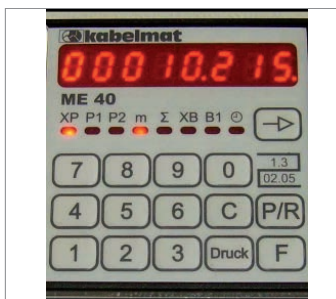 kabelmat
00010.215.
ME 40
XP P1 P2 m Σ XB B1
7 8 9 0 1.3
02.05
4 5 6 C P/R
1 2 3 Druck F